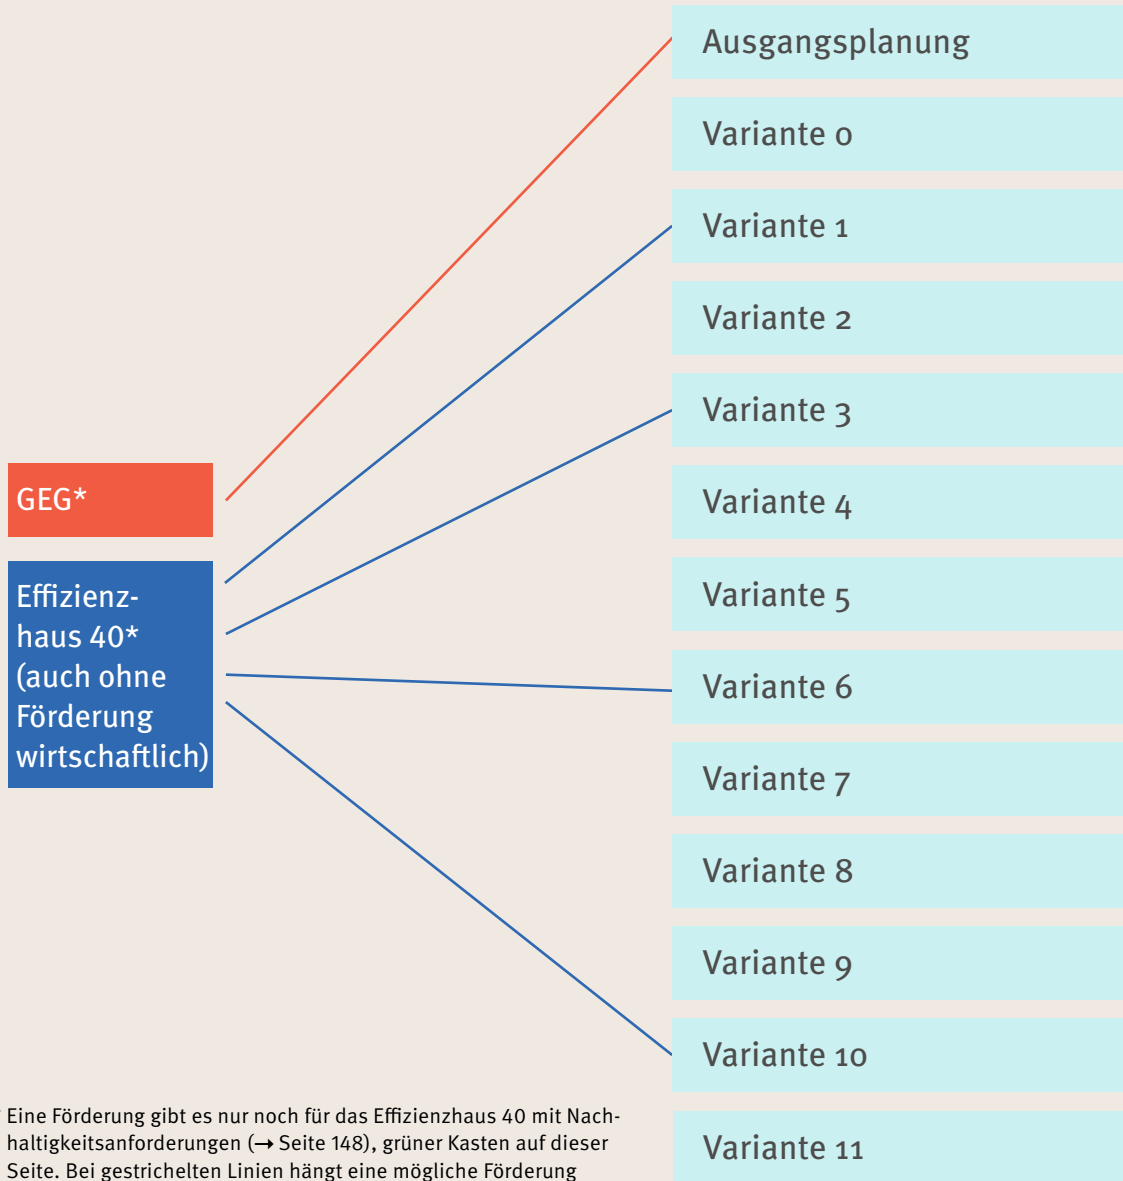 Ausgangsplanung
Variante 0
Variante 1
Variante 2
Variante 3
Variante 4
Variante 5
Variante 6
Variante 7
Variante 8
Variante 9
Variante 10
Variante 11
GEG*
Effizienz-
haus 40*
(auch ohne
Förderung
wirtschaftlich)
* Eine Förderung gibt es nur noch für das Effizienzhaus 40 mit Nach-
haltigkeitsanforderungen (→ Seite 148), grüner Kasten auf dieser
Seite. Bei gestrichelten Linien hängt eine mögliche Förderung